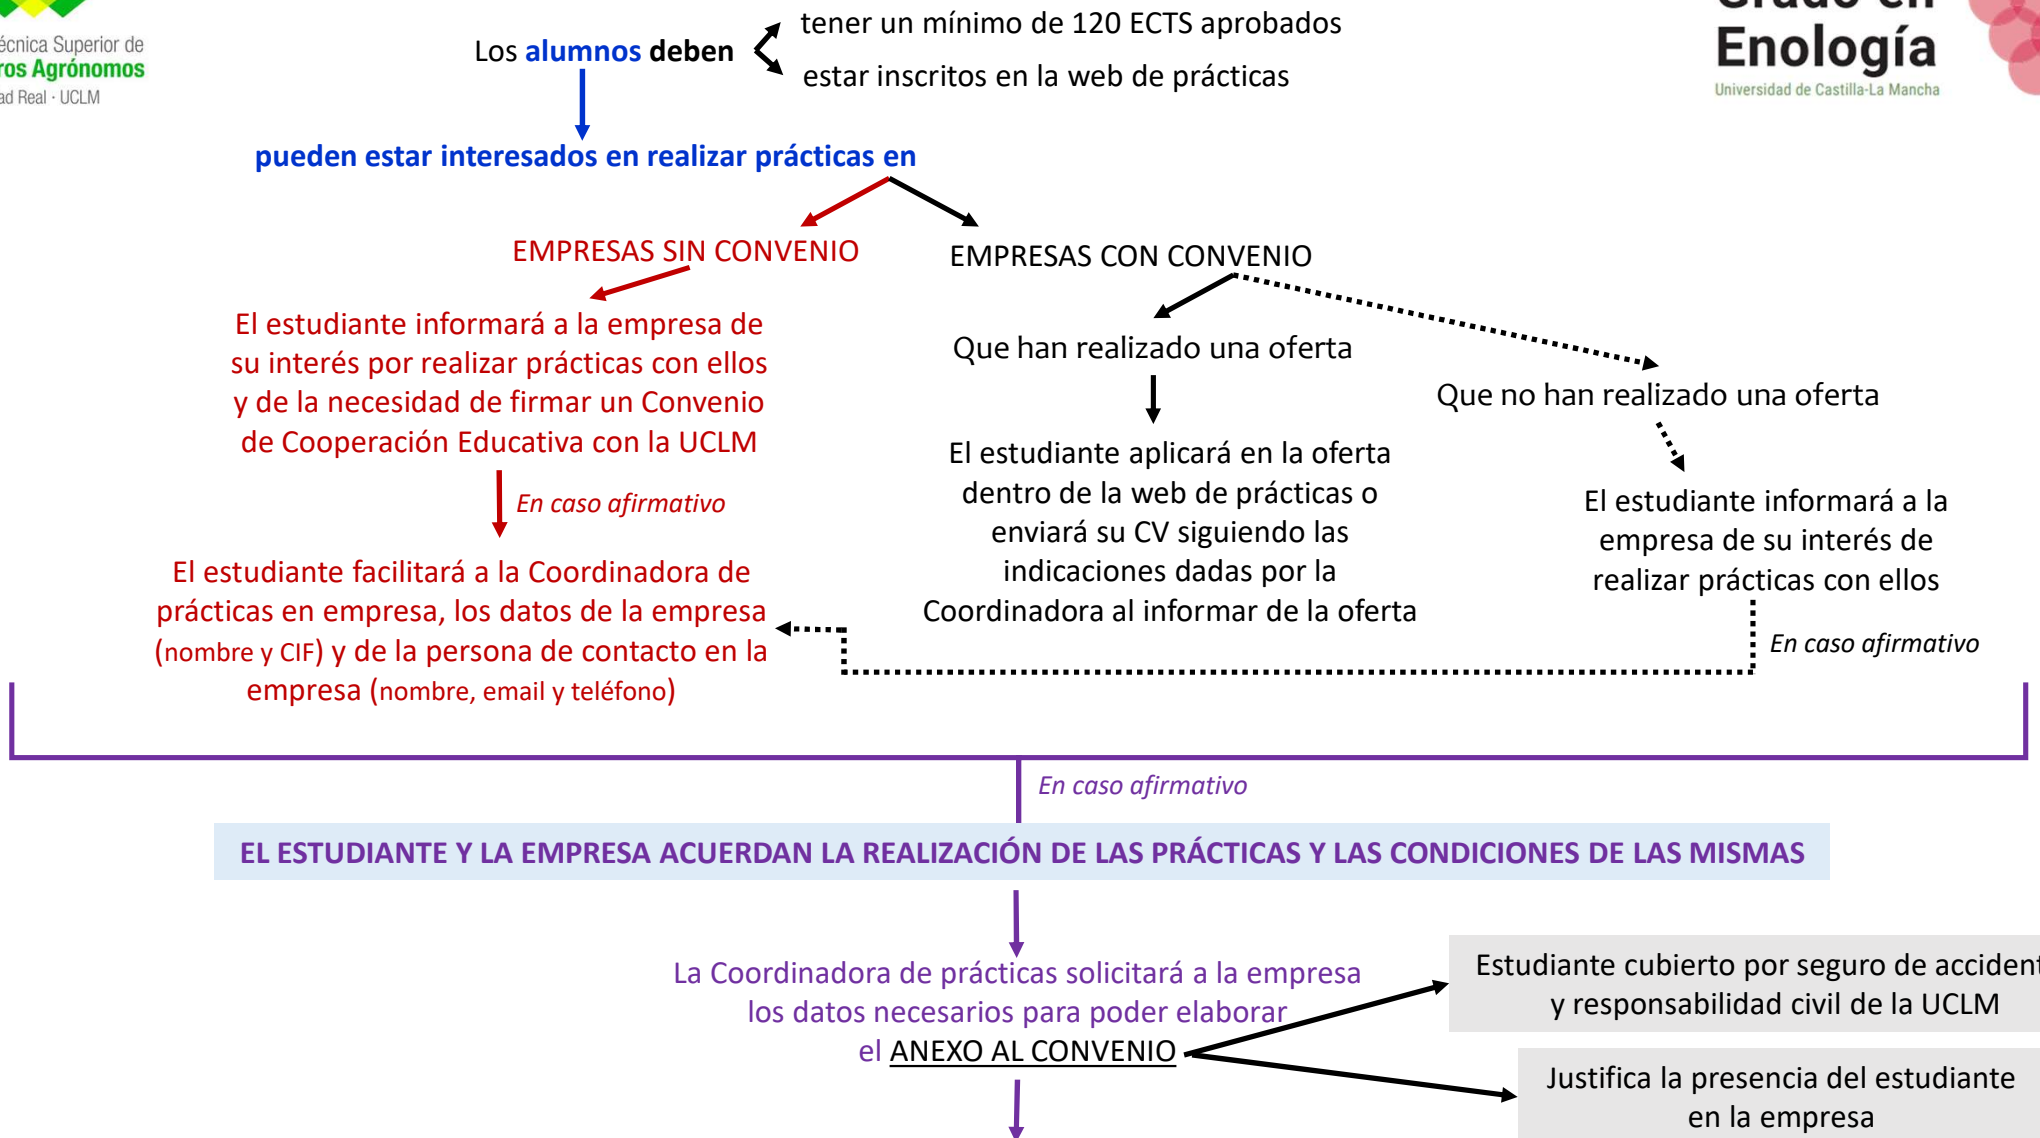 Técnica Superior de
Agrónomos
Real · UCLM
Grado en
Enología
Universidad de Castilla-La Mancha
Los alumnos deben
tener un mínimo de 120 ECTS aprobados
estar inscritos en la web de prácticas
pueden estar interesados en realizar prácticas en
EMPRESAS SIN CONVENIO
EMPRESAS CON CONVENIO
El estudiante informará a la empresa de
su interés por realizar prácticas con ellos
y de la necesidad de firmar un Convenio
de Cooperación Educativa con la UCLM
En caso afirmativo
El estudiante facilitará a la Coordinadora de
prácticas en empresa, los datos de la empresa
(nombre y CIF) y de la persona de contacto en la
empresa (nombre, email y teléfono)
Que han realizado una oferta
El estudiante aplicará en la oferta
dentro de la web de prácticas o
enviará su CV siguiendo las
indicaciones dadas por la
Coordinadora al informar de la oferta
Que no han realizado una oferta
El estudiante informará a la
empresa de su interés de
realizar prácticas con ellos
En caso afirmativo
En caso afirmativo
EL ESTUDIANTE Y LA EMPRESA ACUERDAN LA REALIZACIÓN DE LAS PRÁCTICAS Y LAS CONDICIONES DE LAS MISMAS
La Coordinadora de prácticas solicitará a la empresa
los datos necesarios para poder elaborar
el ANEXO AL CONVENIO
Estudiante cubierto por seguro de accident
y responsabilidad civil de la UCLM
Justifica la presencia del estudiante
en la empresa